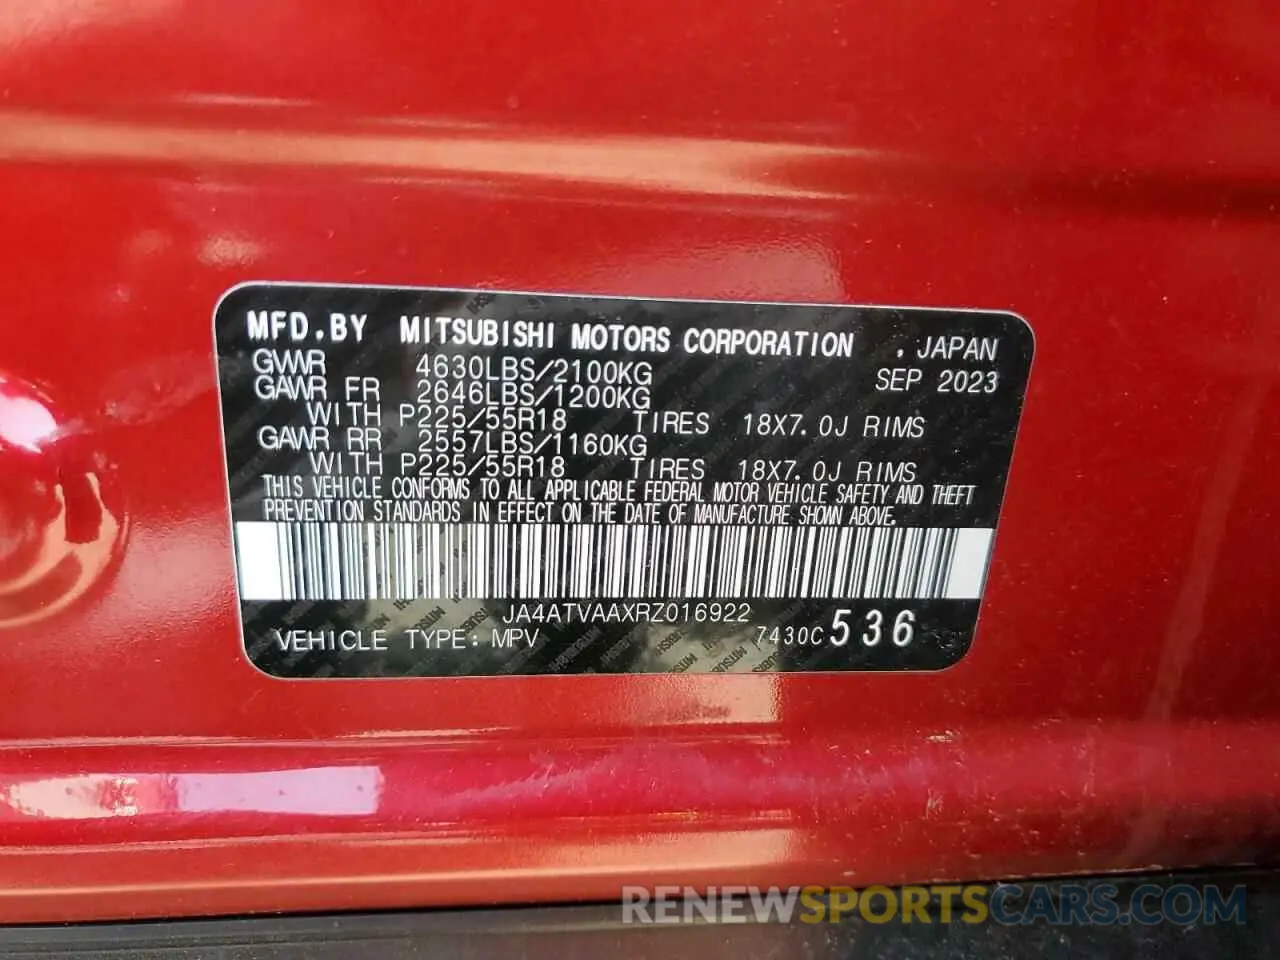 MFD.BY MITSUBISHI MOTORS CORPORATION . JAPAN
GVWR 4630LBS/2100KG SEP 2023
GAWR FR 2646LBS/1200KG
WITH P225/55R18 TIRES 18X7.0J RIMS
GAWR RR 2557LBS/1160KG
WITH P225/55R18 TIRES 18X7.0J RIMS
THIS VEHICLE CONFORMS TO ALL APPLICABLE FEDERAL MOTOR VEHICLE SAFETY AND THEFT
PREVENTION STANDARDS IN EFFECT ON THE DATE OF MANUFACTURE SHOWN ABOVE.
JA4ATVAAXRZ016922
VEHICLE TYPE: MPV 7430C 536
RENEWSPORTSCARS.COM